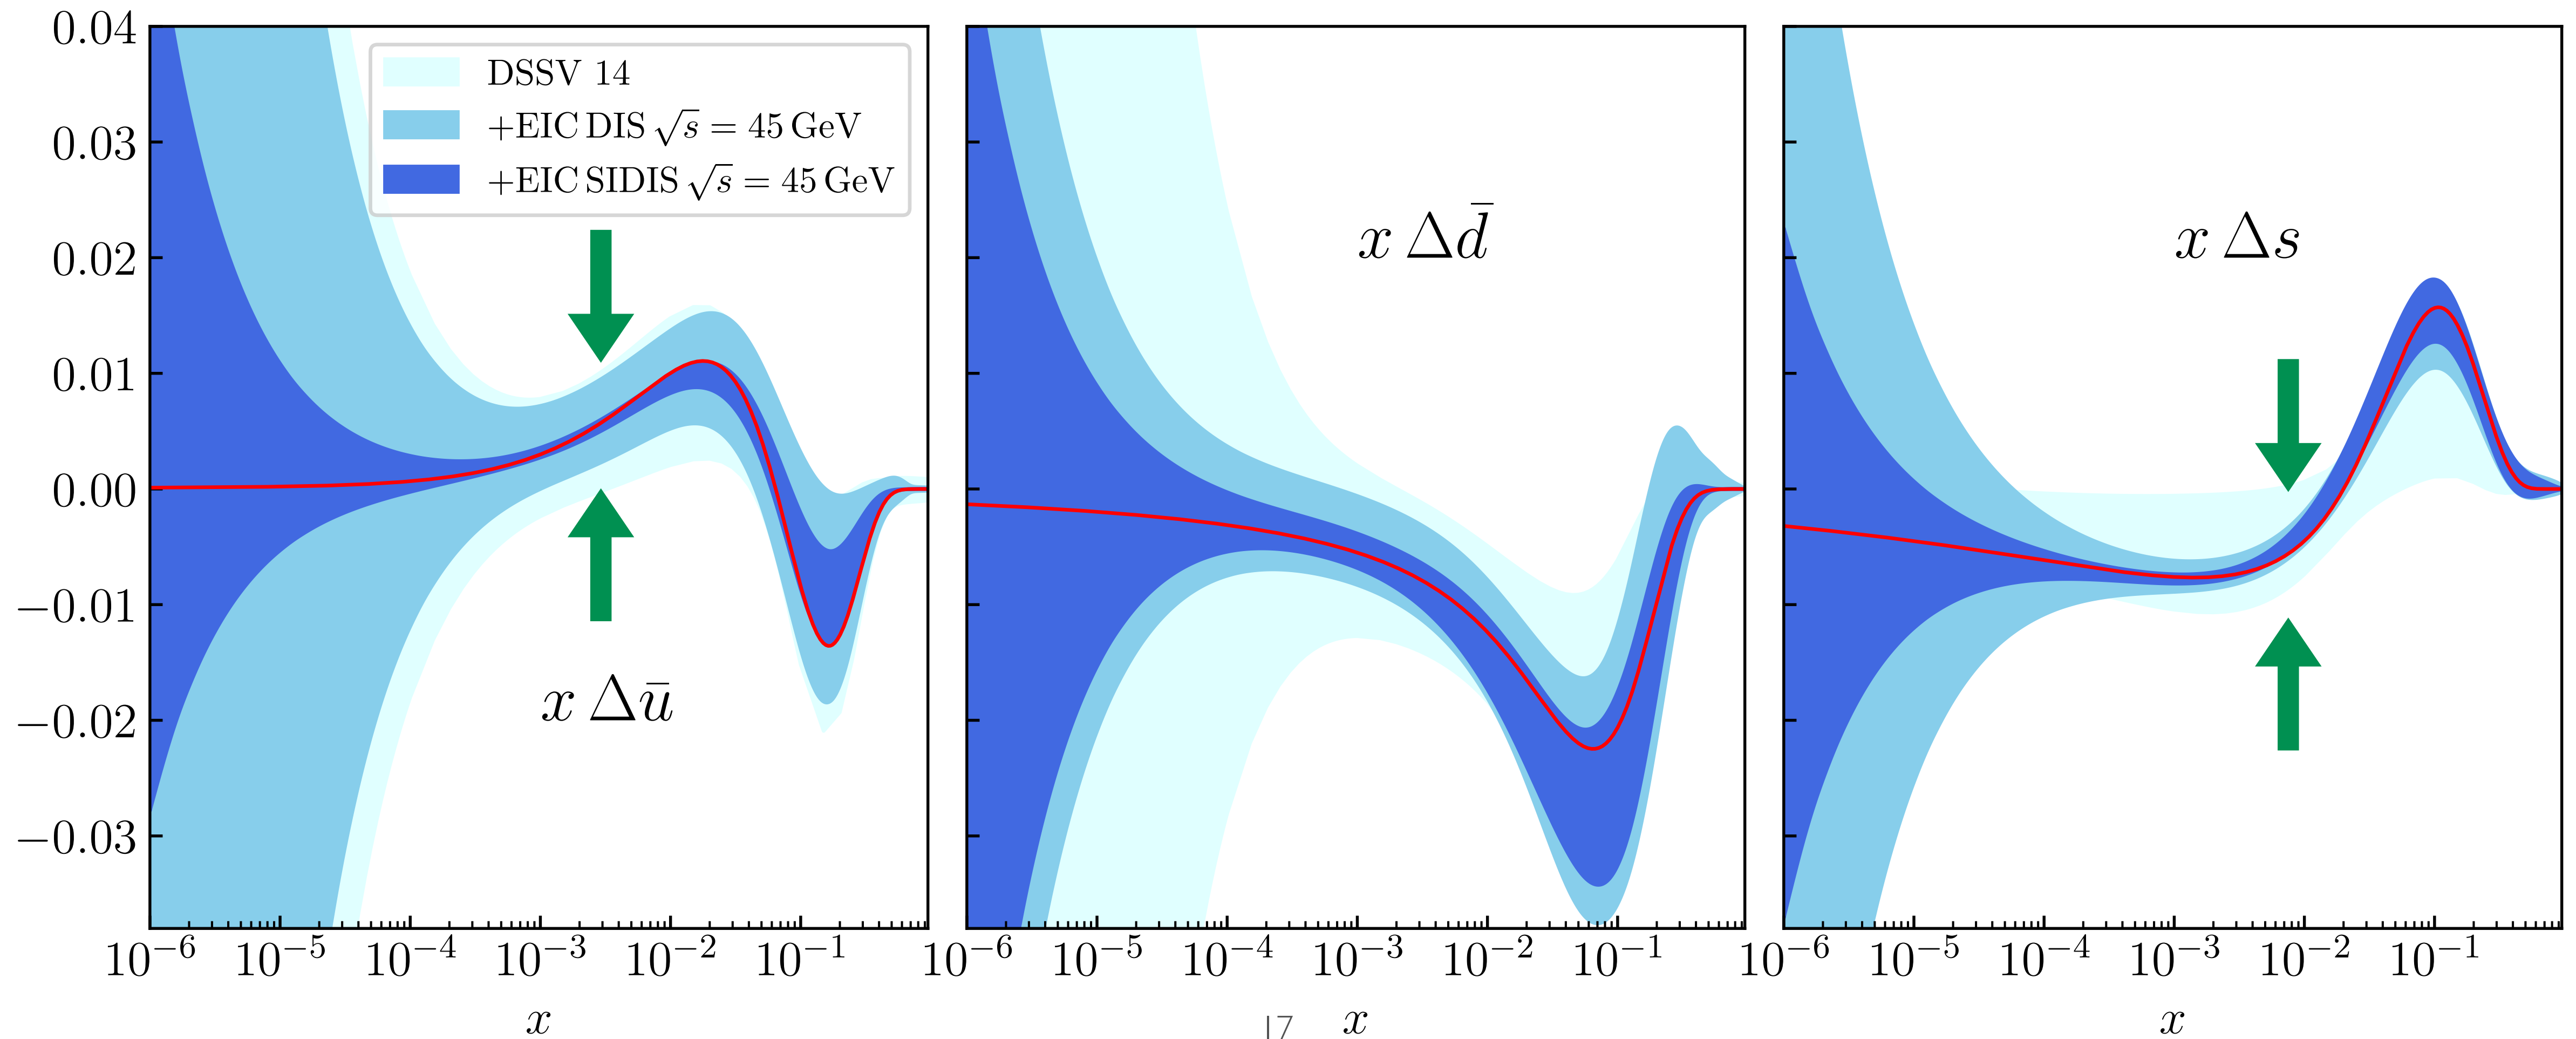 0.04
0.03
0.02
0.01
0.00
−0.01
−0.02
−0.03
DSSV 14
+EIC DIS √s = 45 GeV
+EIC SIDIS √s = 45 GeV
x Δū
x Δd̄
x Δs
10⁻⁶ 10⁻⁵ 10⁻⁴ 10⁻³ 10⁻² 10⁻¹
10⁻⁶ 10⁻⁵ 10⁻⁴ 10⁻³ 10⁻² 10⁻¹
10⁻⁶ 10⁻⁵ 10⁻⁴ 10⁻³ 10⁻² 10⁻¹
x
17
x
x